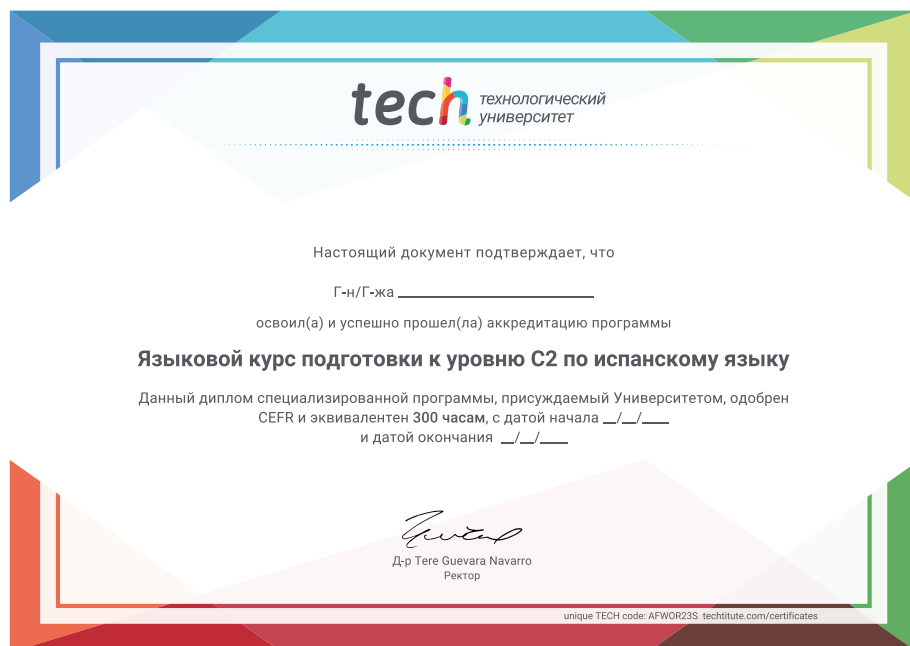 tech технологический
университет
Настоящий документ подтверждает, что
Г-н/Г-жа ____________________
освоил(а) и успешно прошел(ла) аккредитацию программы
Языковой курс подготовки к уровню C2 по испанскому языку
Данный диплом специализированной программы, присуждаемый Университетом, одобрен
CEFR и эквивалентен 300 часам, с датой начала __/__/____
и датой окончания __/__/____
Д-р Tere Guevara Navarro
Ректор
unique TECH code: AFWOR23S techtitute.com/certificates